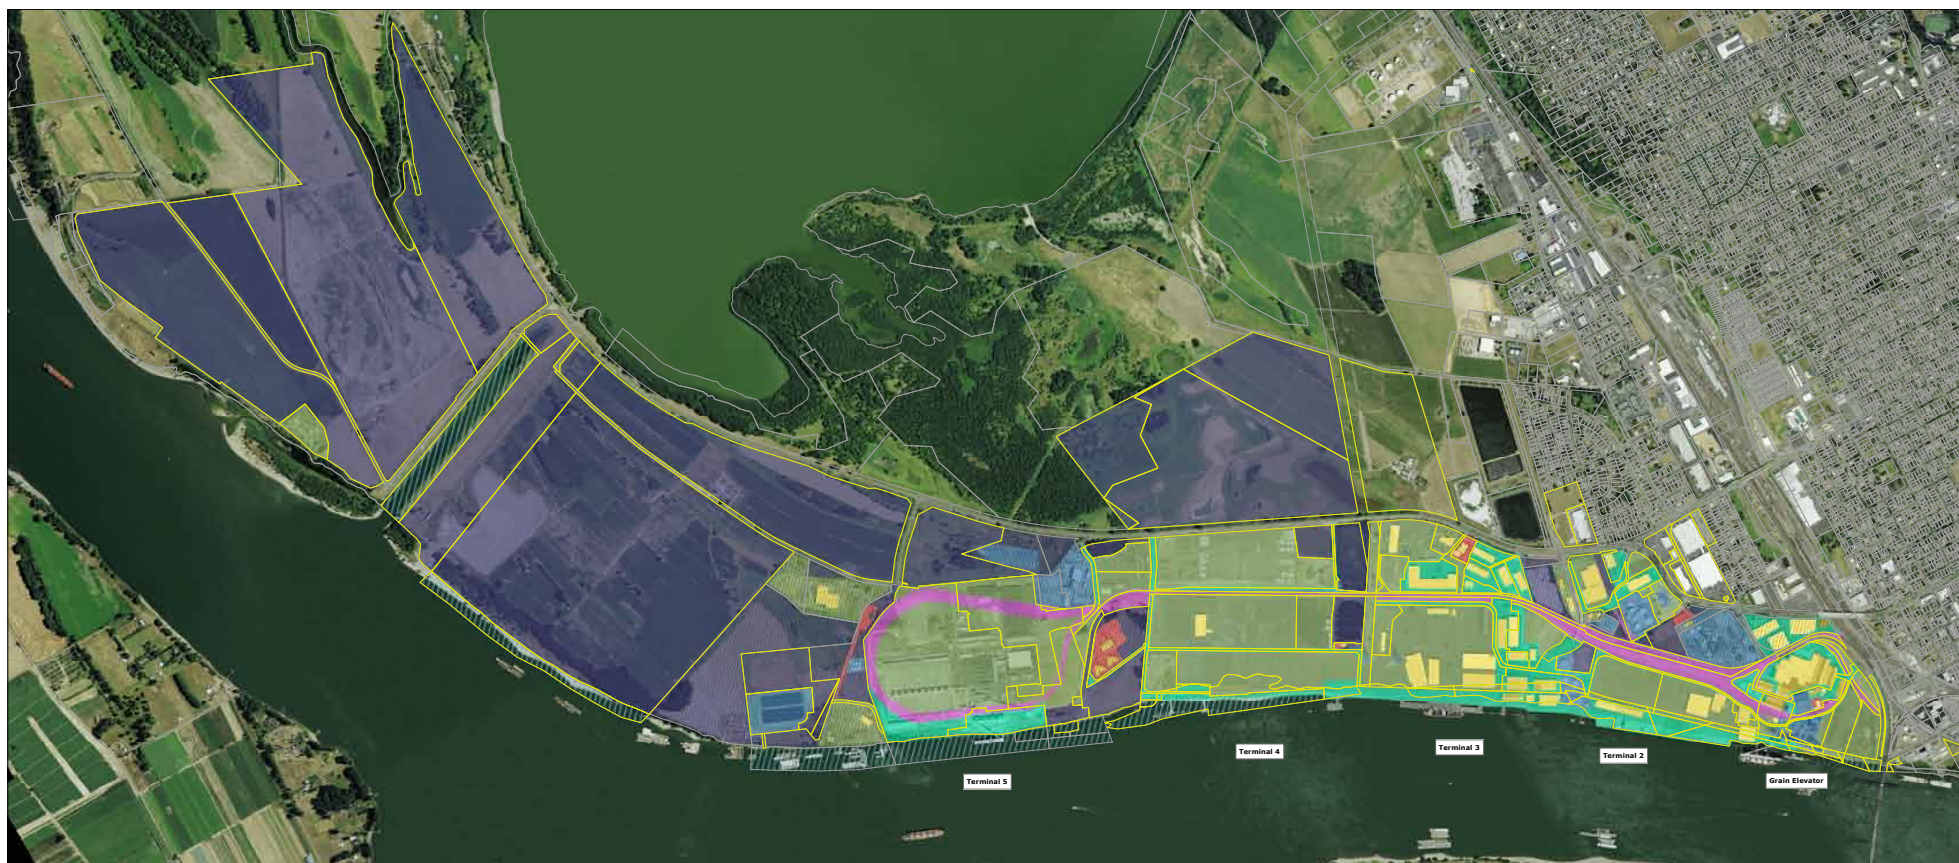 Terminal 5
Terminal 4
Terminal 3
Terminal 2
Grain Elevator